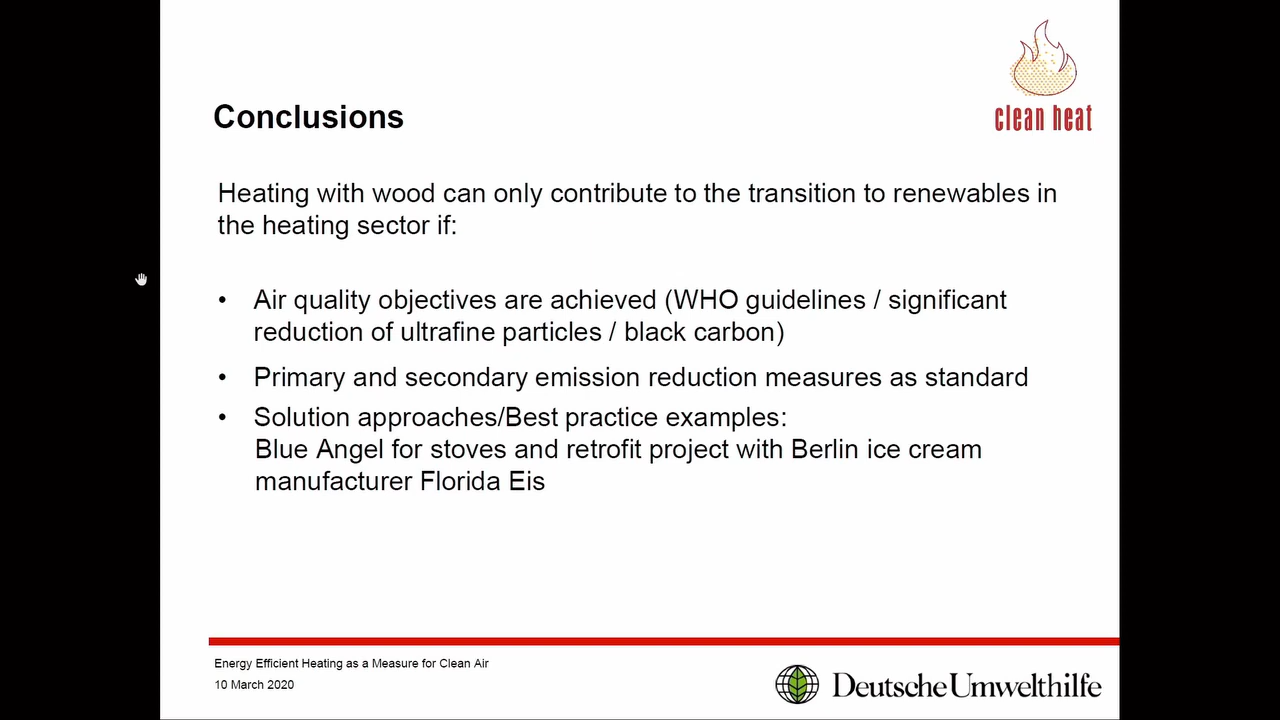 clean heat
Conclusions
Heating with wood can only contribute to the transition to renewables in
the heating sector if:
• Air quality objectives are achieved (WHO guidelines / significant
reduction of ultrafine particles / black carbon)
• Primary and secondary emission reduction measures as standard
• Solution approaches/Best practice examples:
Blue Angel for stoves and retrofit project with Berlin ice cream
manufacturer Florida Eis
Energy Efficient Heating as a Measure for Clean Air
10 March 2020
Deutsche Umwelthilfe